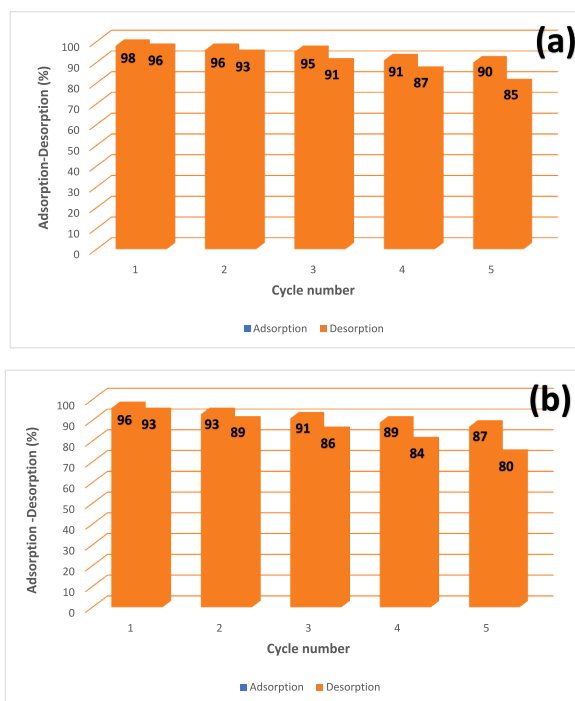 (a)
Adsorption-Desorption (%)
100
90
80
70
60
50
40
30
20
10
0
98 96 96 93 95 91 91 87 90 85
1 2 3 4 5
Cycle number
Adsorption Desorption
(b)
Adsorption -Desorption (%)
100
90
80
70
60
50
40
30
20
10
0
96 93 93 89 91 86 89 84 87 80
1 2 3 4 5
Cycle number
Adsorption Desorption